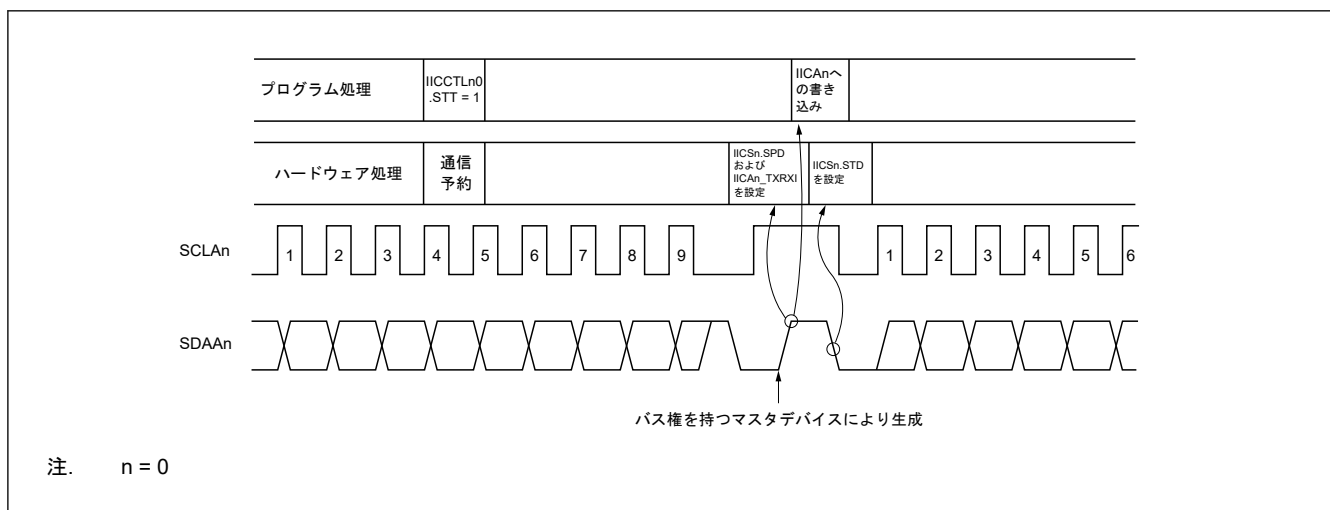 プログラム処理
IICCTLn0
.STT = 1
IICAnへ
の書き
込み
ハードウェア処理
通信
予約
IICSn.SPD
および
IICAn_TXRXI
を設定
IICSn.STD
を設定
SCLAn
1 2 3 4 5 6 7 8 9 1 2 3 4 5 6
SDAAn
バス権を持つマスタデバイスにより生成
注. n = 0